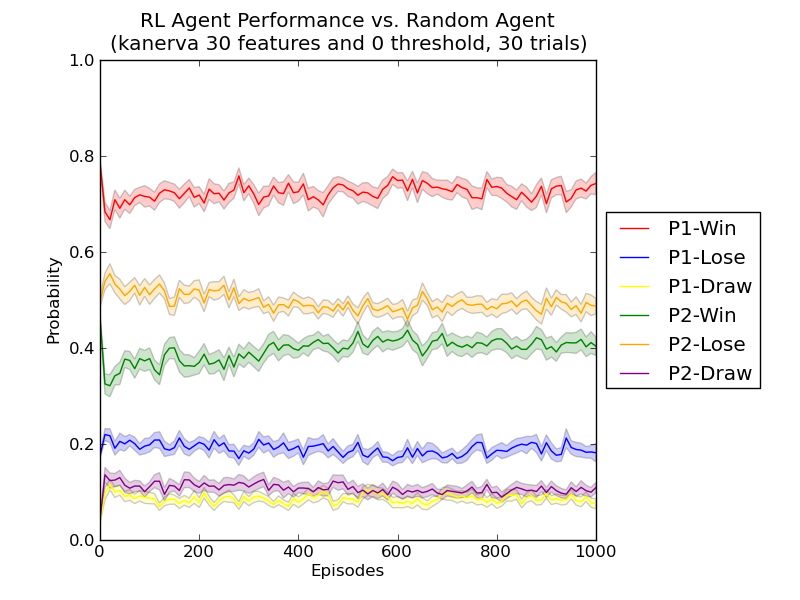 RL Agent Performance vs. Random Agent
(kanerva 30 features and 0 threshold, 30 trials)
1.0
0.8
0.6
0.4
0.2
0.0
Probability
0
200
400
600
800
1000
Episodes
P1-Win
P1-Lose
P1-Draw
P2-Win
P2-Lose
P2-Draw